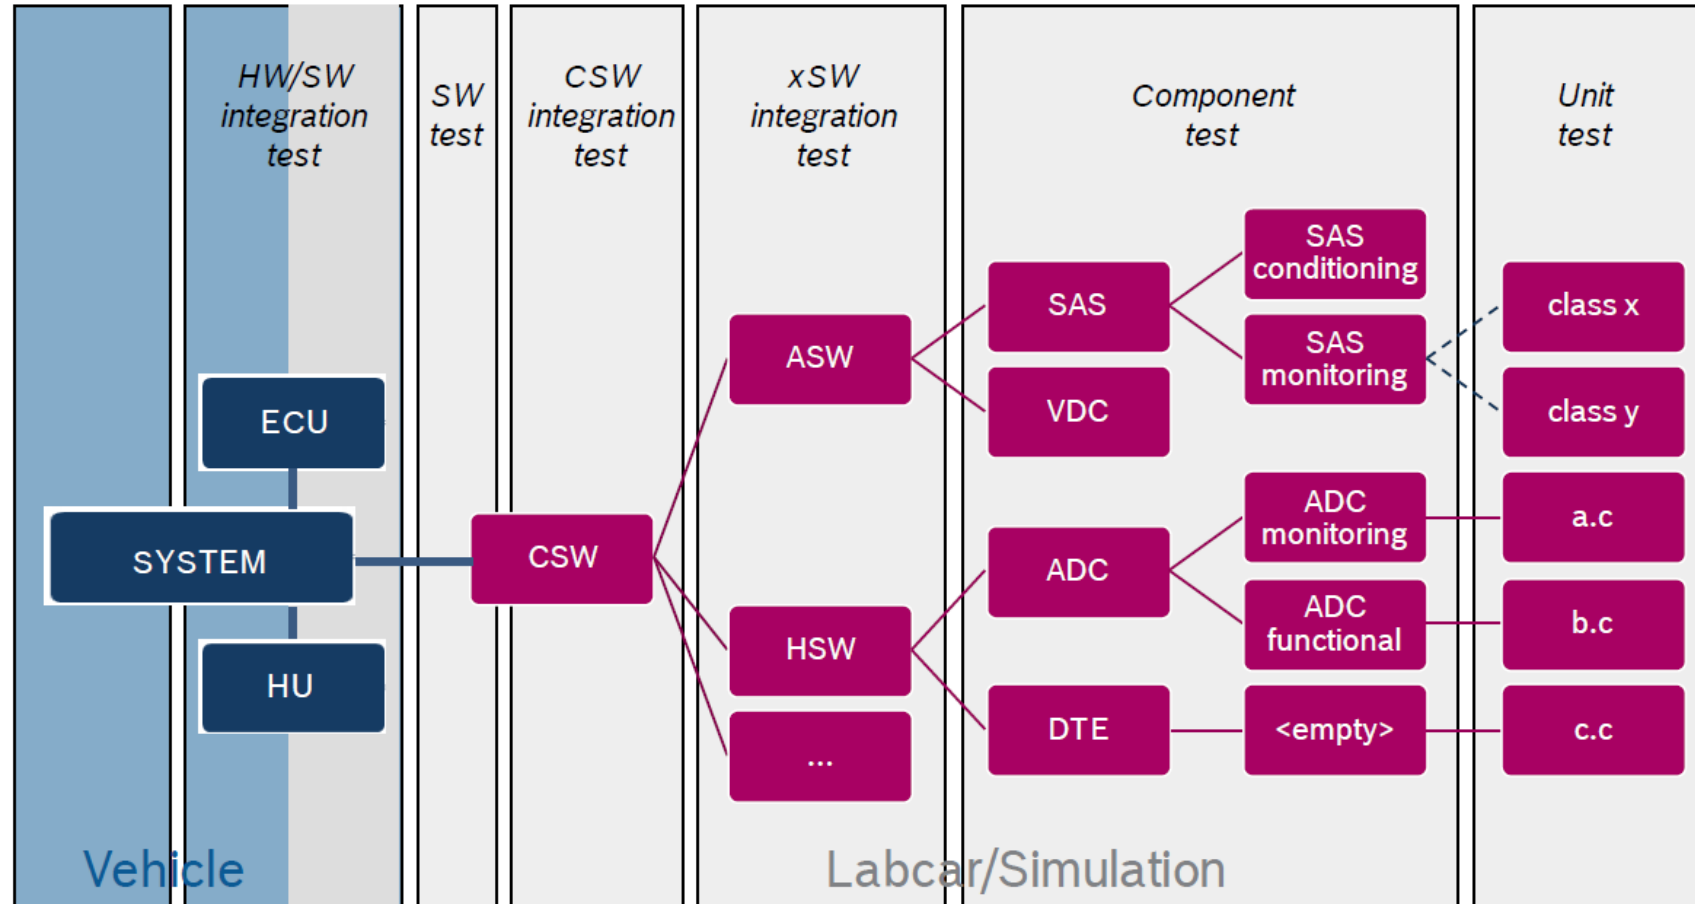 HW/SW
integration
test
SW
test
CSW
integration
test
xSW
integration
test
Component
test
Unit
test
SAS
conditioning
SAS
SAS
monitoring
class x
ASW
VDC
class y
ECU
SYSTEM
HU
CSW
ADC
monitoring
a.c
ADC
ADC
functional
b.c
HSW
DTE
<empty>
c.c
...
Vehicle
Labcar/Simulation